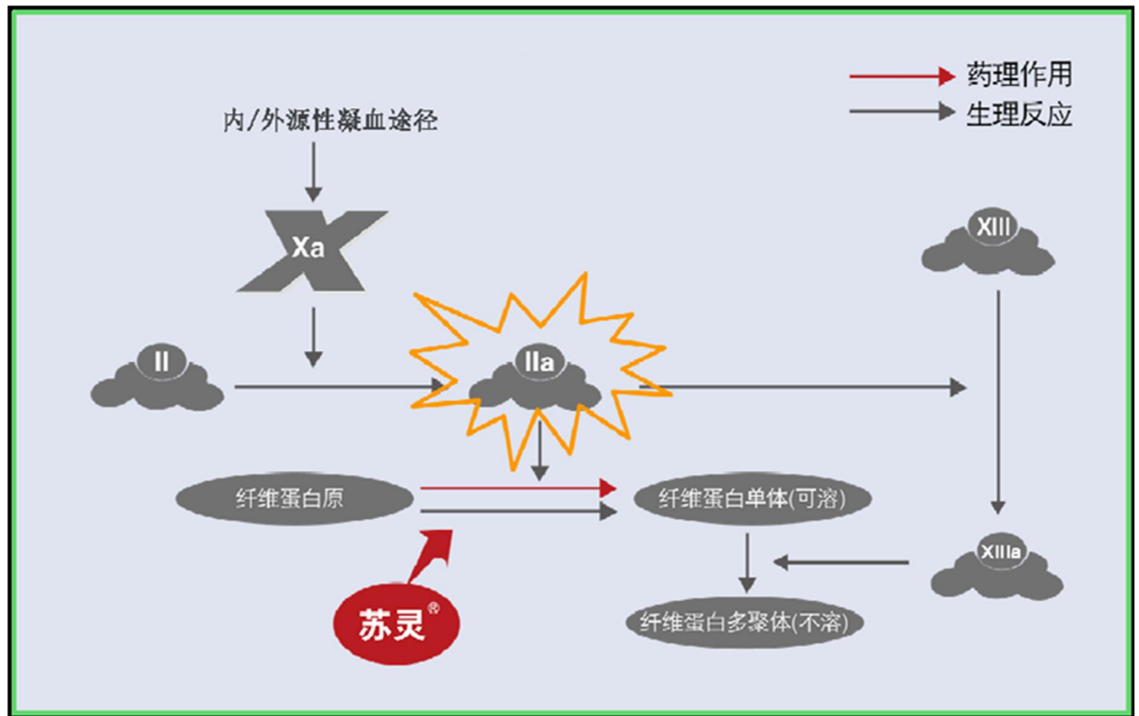 药理作用
生理反应
内/外源性凝血途径
Xa
XIII
II
IIa
纤维蛋白原
纤维蛋白单体(可溶)
XIIIa
苏灵®
纤维蛋白多聚体(不溶)